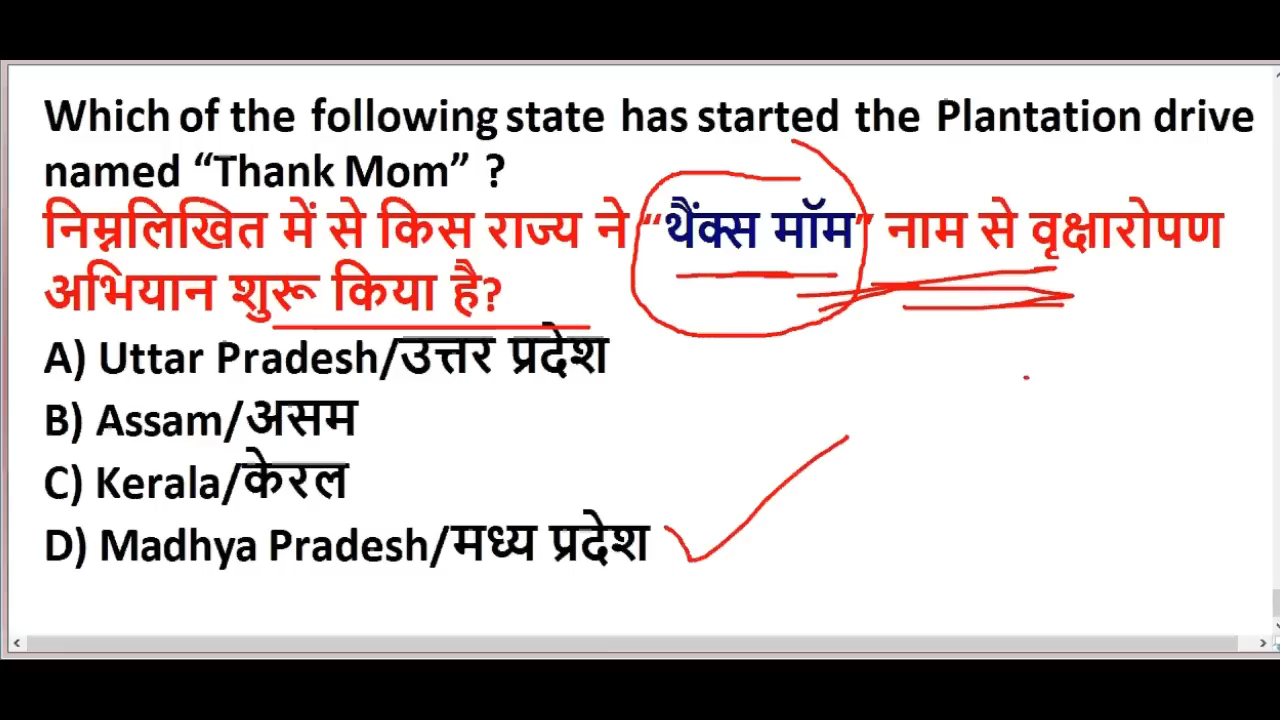 Which of the following state has started the Plantation drive
named “Thank Mom” ?
निम्नलिखित में से किस राज्य ने “थैंक्स मॉम” नाम से वृक्षारोपण
अभियान शुरू किया है?
A) Uttar Pradesh/उत्तर प्रदेश
B) Assam/असम
C) Kerala/केरल
D) Madhya Pradesh/मध्य प्रदेश